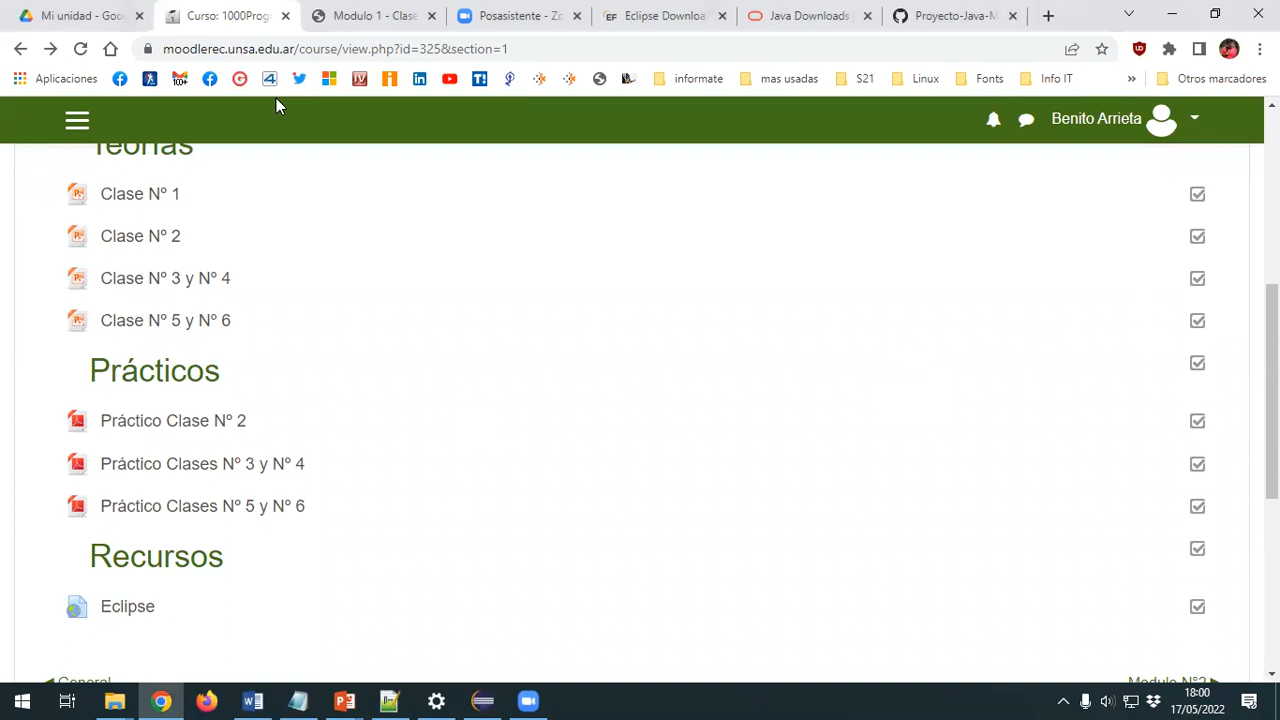 Mi unidad - Goog
Curso: 1000Prog
Modulo 1 - Clase
Posasistente - Zo
Eclipse Downloa
Java Downloads
Proyecto-Java-M
moodlerec.unsa.edu.ar/course/view.php?id=325&section=1
Aplicaciones
informate
mas usadas
S21
Linux
Fonts
Info IT
»
Otros marcadores
Benito Arrieta
Teorías
Clase Nº 1
Clase Nº 2
Clase Nº 3 y Nº 4
Clase Nº 5 y Nº 6
Prácticos
Práctico Clase Nº 2
Práctico Clases Nº 3 y Nº 4
Práctico Clases Nº 5 y Nº 6
Recursos
Eclipse
◀ General
Modulo N°2 ▶
18:00
17/05/2022